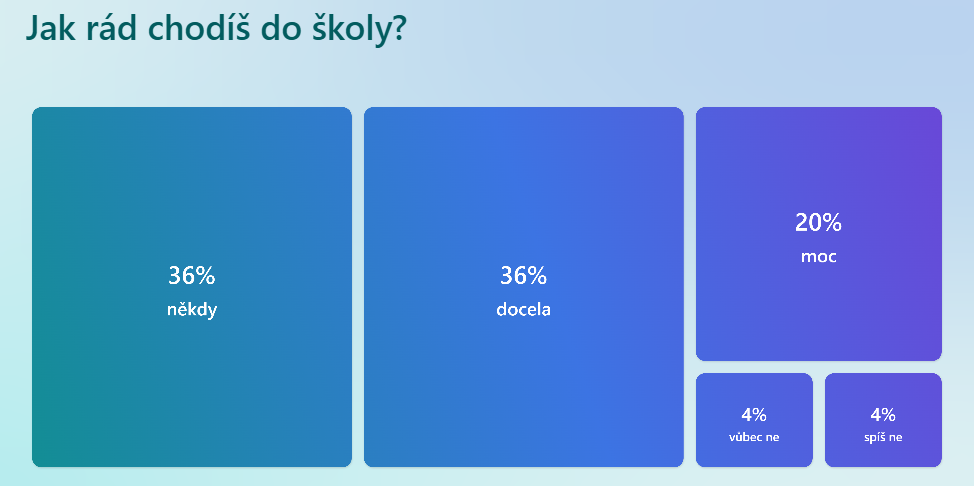 Jak rád chodíš do školy?
36%
někdy
36%
docela
20%
moc
4%
vůbec ne
4%
spíš ne